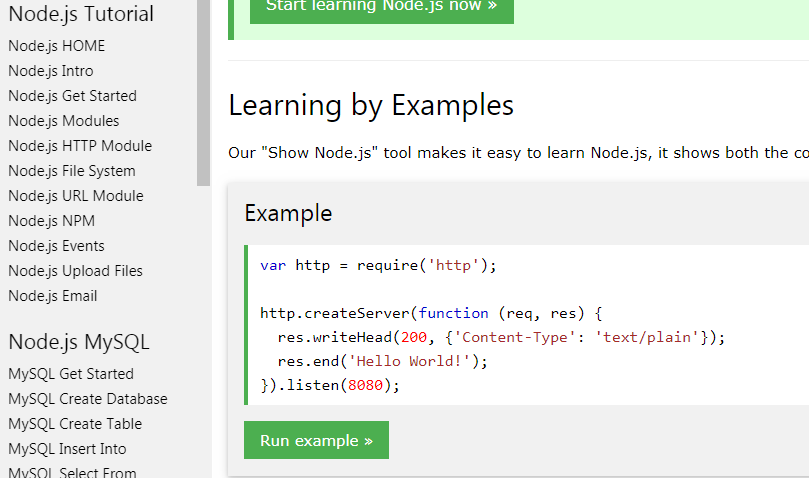 Node.js Tutorial
Node.js HOME
Node.js Intro
Node.js Get Started
Node.js Modules
Node.js HTTP Module
Node.js File System
Node.js URL Module
Node.js NPM
Node.js Events
Node.js Upload Files
Node.js Email
Node.js MySQL
MySQL Get Started
MySQL Create Database
MySQL Create Table
MySQL Insert Into
MySQL Select From
Start learning Node.js now »
Learning by Examples
Our "Show Node.js" tool makes it easy to learn Node.js, it shows both the co
Example
var http = require('http');
http.createServer(function (req, res) {
  res.writeHead(200, {'Content-Type': 'text/plain'});
  res.end('Hello World!');
}).listen(8080);
Run example »